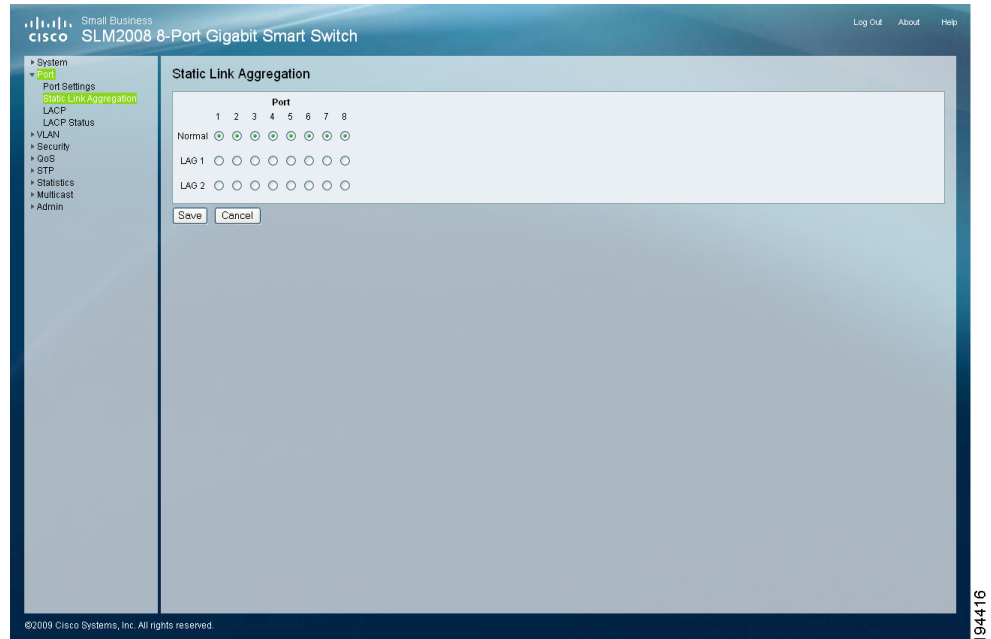 Small Business
CISCO SLM2008 8-Port Gigabit Smart Switch
Log Out About Help
System
Port
Port Settings
Static Link Aggregation
LACP
LACP Status
VLAN
Security
QoS
STP
Statistics
Multicast
Admin
Static Link Aggregation
Port
1 2 3 4 5 6 7 8
Normal
LAG 1
LAG 2
Save Cancel
©2009 Cisco Systems, Inc. All rights reserved.
194416